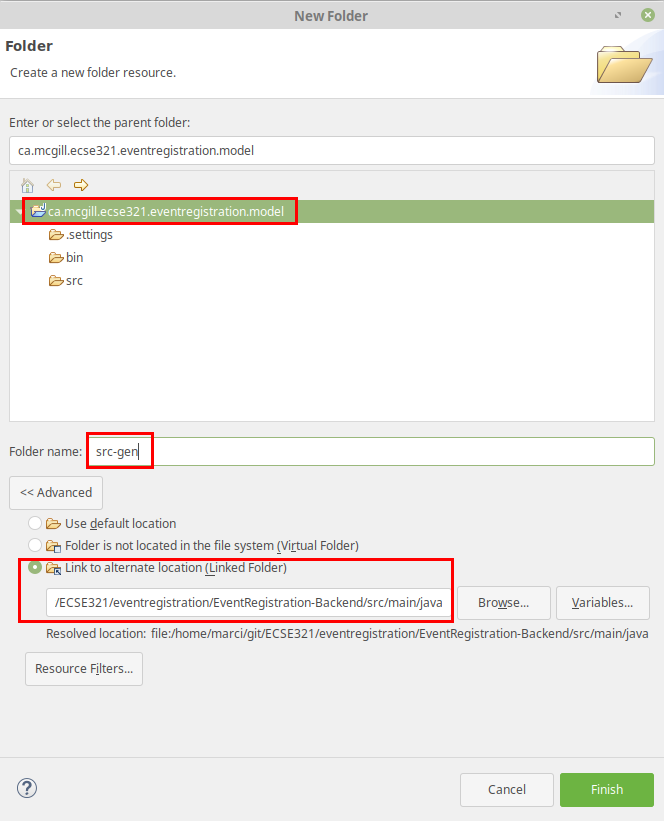 New Folder
Folder
Create a new folder resource.
Enter or select the parent folder:
ca.mcgill.ecse321.eventregistration.model
ca.mcgill.ecse321.eventregistration.model
.settings
bin
src
Folder name: src-gen
<< Advanced
Use default location
Folder is not located in the file system (Virtual Folder)
Link to alternate location (Linked Folder)
/ECSE321/eventregistration/EventRegistration-Backend/src/main/java Browse... Variables...
Resolved location: file:/home/marci/git/ECSE321/eventregistration/EventRegistration-Backend/src/main/java
Resource Filters...
? Cancel Finish